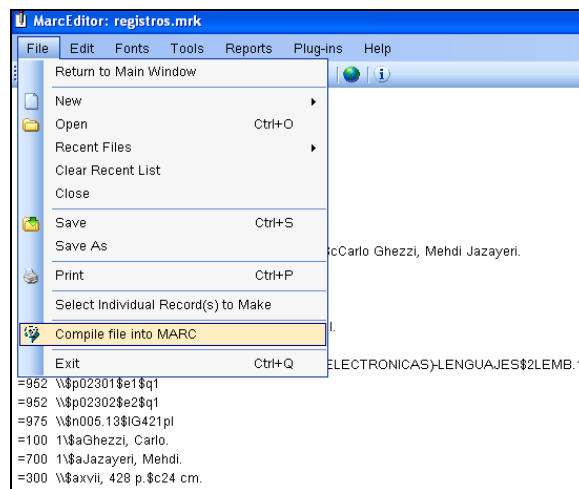 MarcEditor: registros.mrk
File Edit Fonts Tools Reports Plug-ins Help
Return to Main Window
New
Open Ctrl+O
Recent Files
Clear Recent List
Close
Save Ctrl+S
Save As
$cCarlo Ghezzi, Mehdi Jazayeri.
Print Ctrl+P
Select Individual Record(s) to Make
l.
Compile file into MARC
Exit Ctrl+Q
ELECTRONICAS)-LENGUAJES$2LEMB.
=952 \\$p02301$e1$q1
=952 \\$p02302$e2$q1
=975 \\$n005.13$lG421pl
=100 1\$aGhezzi, Carlo.
=700 1\$aJazayeri, Mehdi.
=300 \\$axvii, 428 p.$c24 cm.